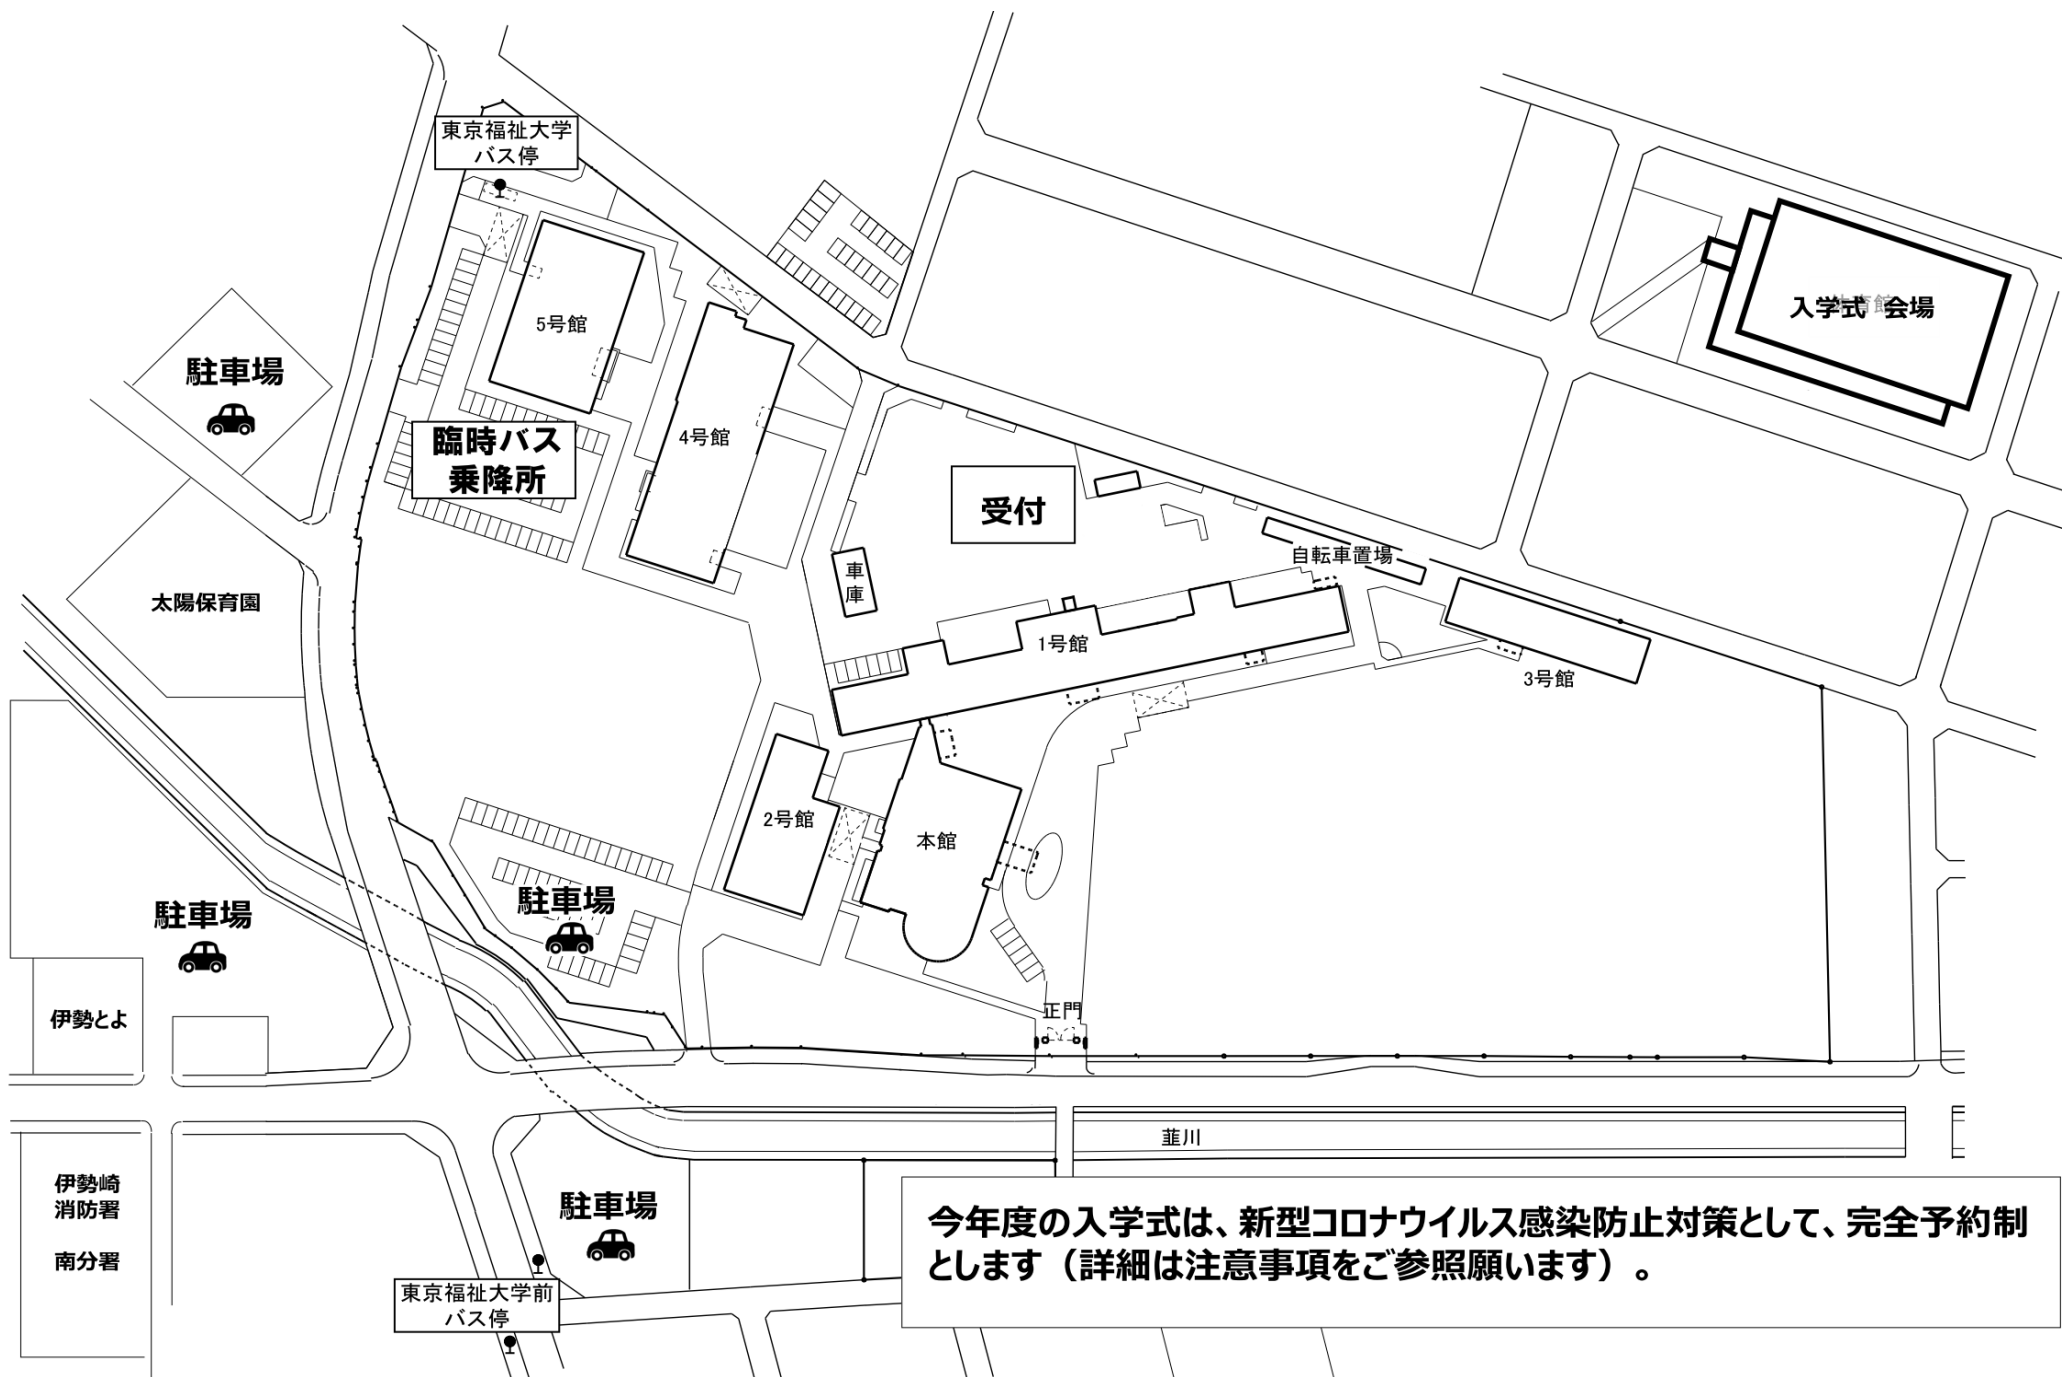 東京福祉大学
バス停
入学式 会場
体育館
5号館
駐車場
4号館
臨時バス
乗降所
受付
自転車置場
車
庫
太陽保育園
1号館
3号館
2号館
本館
駐車場
駐車場
正門
伊勢とよ
韮川
伊勢崎
消防署
南分署
駐車場
今年度の入学式は、新型コロナウイルス感染防止対策として、完全予約制
とします（詳細は注意事項をご参照願います）。
東京福祉大学前
バス停